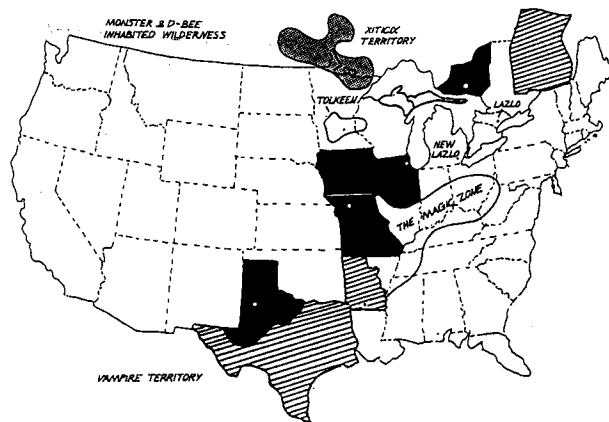 MONSTER & D-BEE
INHABITED WILDERNESS
XITICIX
TERRITORY
TOLKEEN
LAZLO
NEW
LAZLO
THE MAGIC ZONE
VAMPIRE TERRITORY